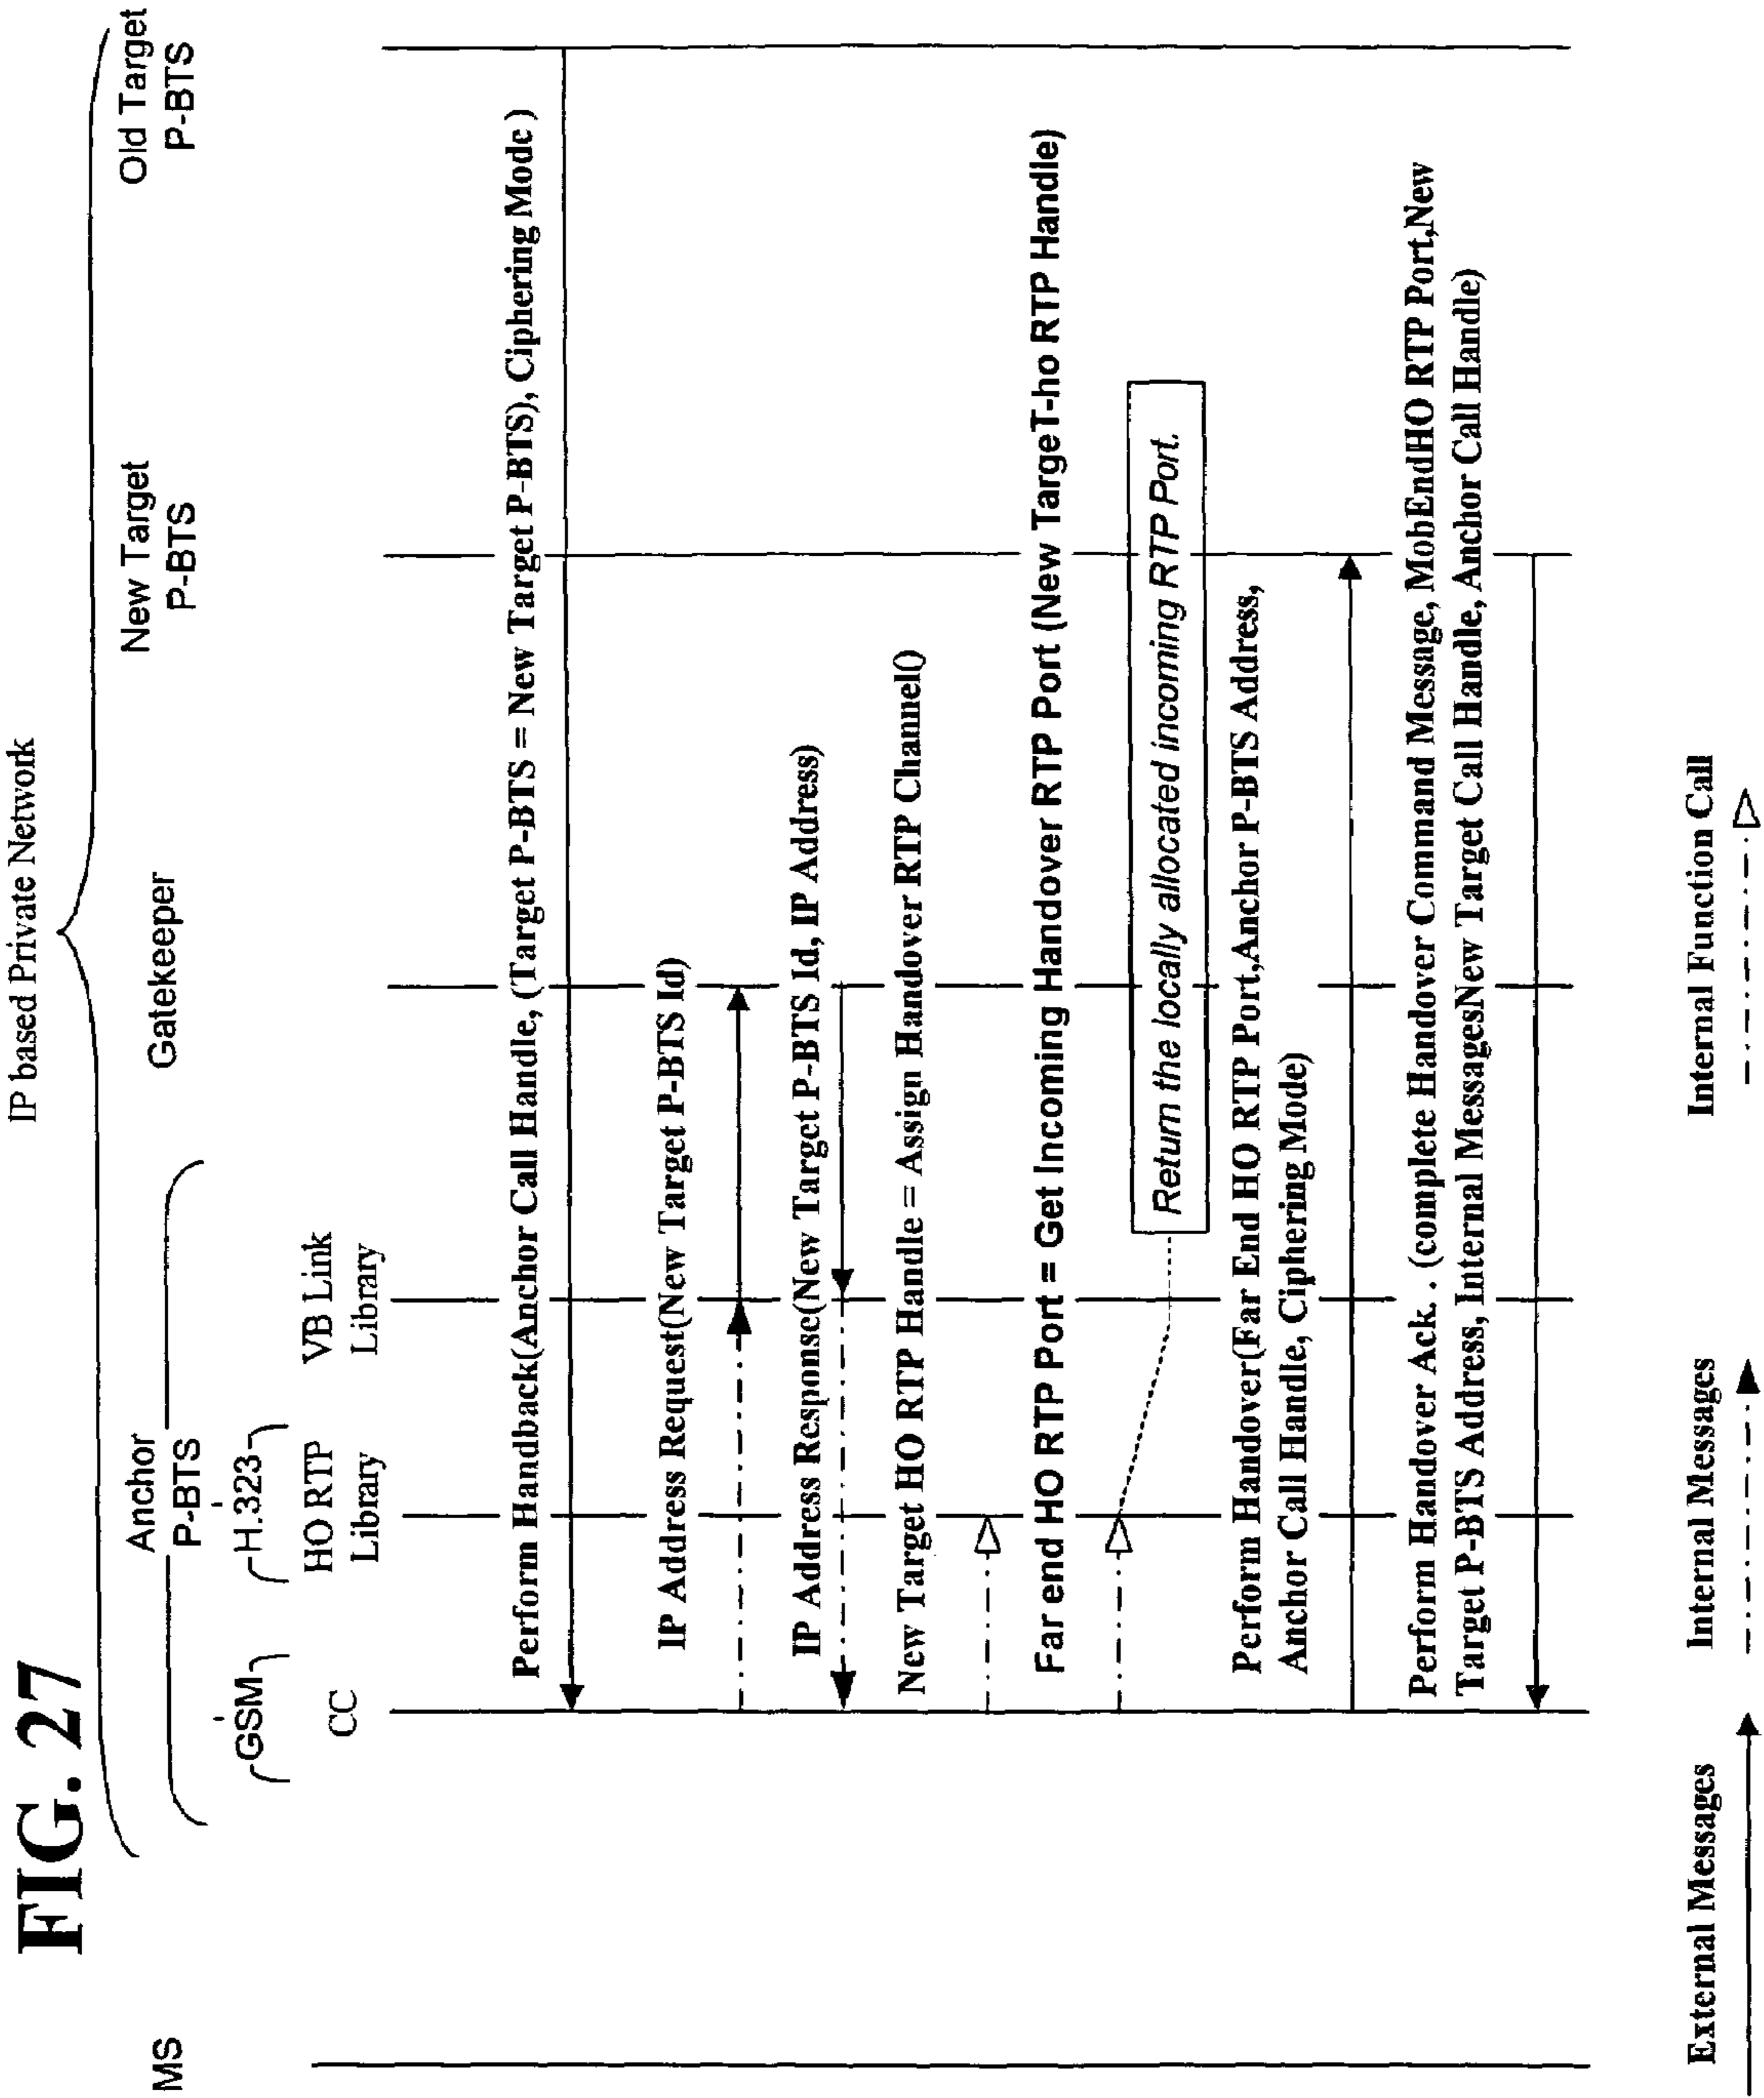 FIG. 27
IP based Private Network
MS
Anchor
P-BTS
Gatekeeper
New Target
P-BTS
Old Target
P-BTS
GSM
H.323
CC
HO RTP
Library
VB Link
Library
Perform Handback(Anchor Call Handle, (Target P-BTS = New Target P-BTS), Ciphering Mode)
IP Address Request(New Target P-BTS Id)
IP Address Response(New Target P-BTS Id, IP Address)
New Target HO RTP Handle = Assign Handover RTP Channel()
Far end HO RTP Port = Get Incoming Handover RTP Port (New TargeT-ho RTP Handle)
Return the locally allocated incoming RTP Port.
Perform Handover(Far End HO RTP Port,Anchor P-BTS Address,
Anchor Call Handle, Ciphering Mode)
Perform Handover Ack. . (complete Handover Command Message, MobEndHO RTP Port,New
Target P-BTS Address, Internal MessagesNew Target Call Handle, Anchor Call Handle)
External Messages
Internal Messages
Internal Function Call